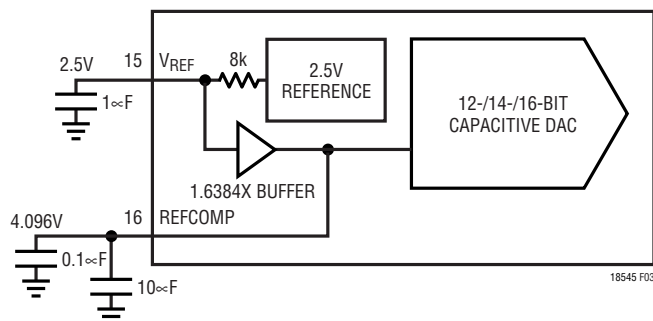 2.5V
15
VREF
8k
2.5V
REFERENCE
12-/14-/16-BIT
CAPACITIVE DAC
1∝F
1.6384X BUFFER
16
REFCOMP
4.096V
0.1∝F
10∝F
18545 F03